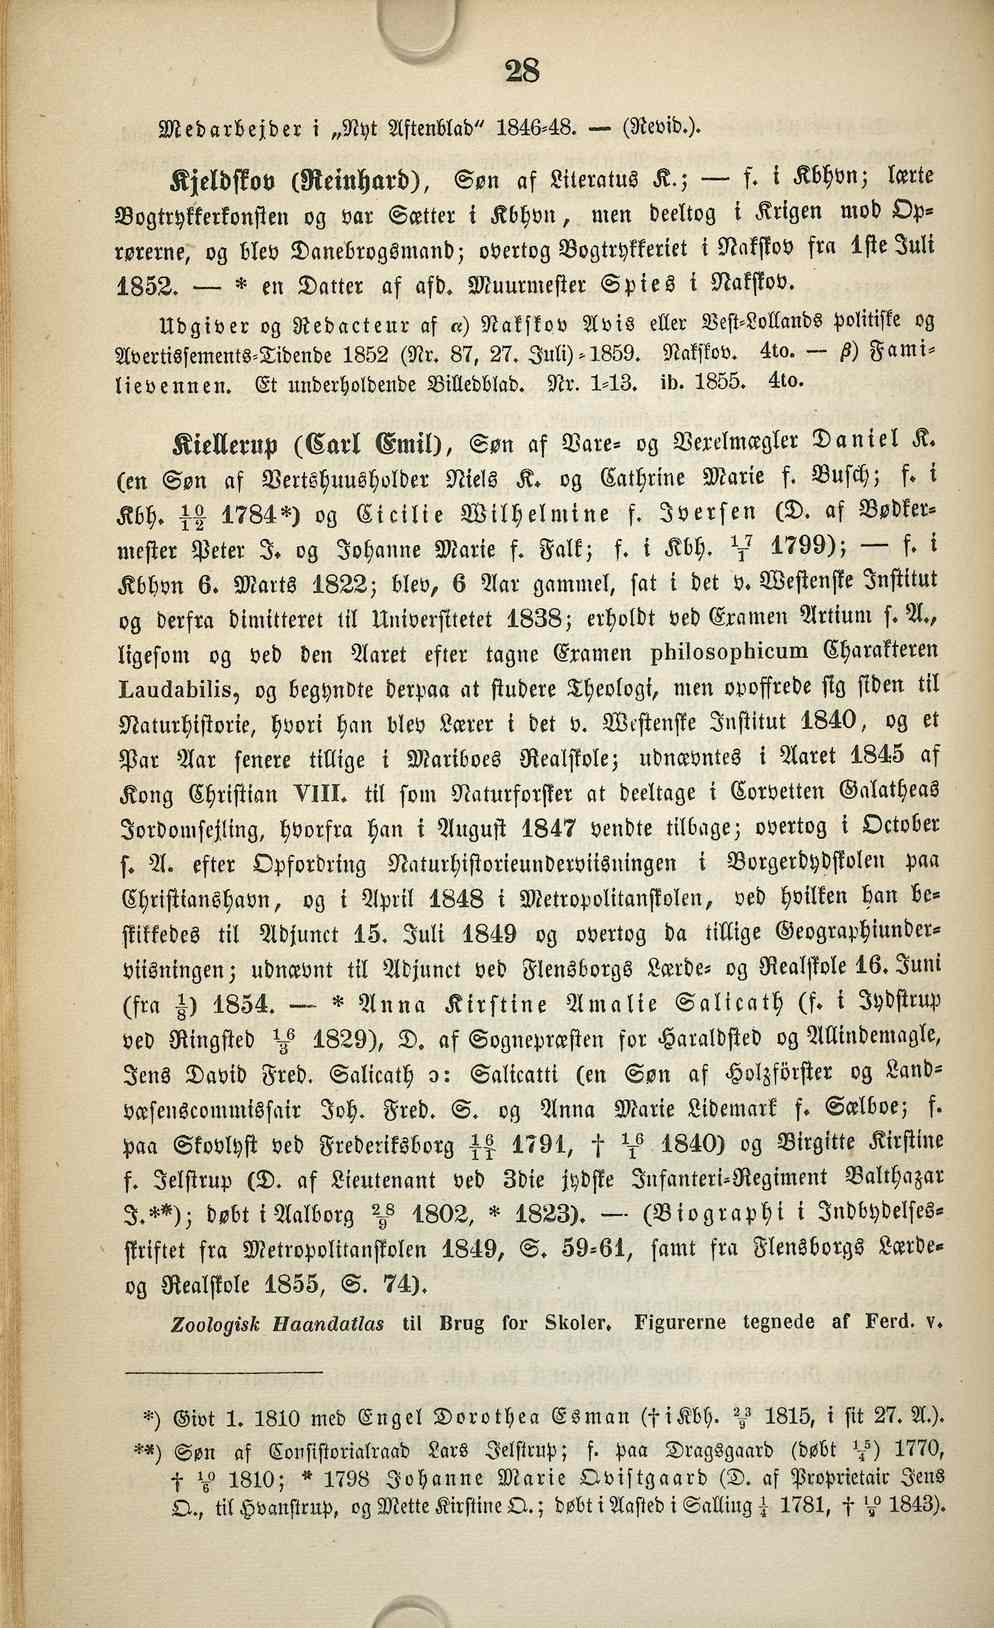 28
Medarbejder i „Nyt Aftenblad“ 1846-48. — (Revid.).
Kjeldskov (Reinhard), Søn af Literatus K.; — f. i Kbhvn; lærte
Bogtrykkerkonsten og var Sætter i Kbhvn, men deeltog i Krigen mod Op-
rørerne, og blev Danebrogsmand; overtog Bogtrykkeriet i Nakskov fra 1ste Juli
1852. — * en Datter af afd. Muurmester Spies i Nakskov.
Udgiver og Redacteur af α) Nakskov Avis eller Vest-Lollands politiske og
Avertissements-Tidende 1852 (Nr. 87, 27. Juli)-1859. Nakskov. 4to. — β) Fami-
lievennen. Et underholdende Billedblad. Nr. 1-13. ib. 1855. 4to.
Kiellerup (Carl Emil), Søn af Vare- og Vexelmægler Daniel K.
(en Søn af Vertshuusholder Niels K. og Cathrine Marie f. Busch; f. i
Kbh. 10/12 1784*) og Cicilie Wilhelmine f. Iversen (D. af Bødker-
mester Peter I. og Johanne Marie f. Falk; f. i Kbh. 17/1 1799); — f. i
Kbhvn 6. Marts 1822; blev, 6 Aar gammel, sat i det v. Westenske Institut
og derfra dimitteret til Universitetet 1838; erholdt ved Examen Artium s. A.,
ligesom og ved den Aaret efter tagne Examen philosophicum Charakteren
Laudabilis, og begyndte derpaa at studere Theologi, men opoffrede sig siden til
Naturhistorie, hvori han blev Lærer i det v. Westenske Institut 1840, og et
Par Aar senere tillige i Mariboes Realskole; udnævntes i Aaret 1845 af
Kong Christian VIII. til som Naturforsker at deeltage i Corvetten Galatheas
Jordomsejling, hvorfra han i August 1847 vendte tilbage; overtog i October
s. A. efter Opfordring Naturhistorieunderviisningen i Borgerdydskolen paa
Christianshavn, og i April 1848 i Metropolitanskolen, ved hvilken han be-
skikkedes til Adjunct 15. Juli 1849 og overtog da tillige Geographiunder-
viisningen; udnævnt til Adjunct ved Flensborgs Lærde- og Realskole 16. Juni
(fra 1/8) 1854. — * Anna Kirstine Amalie Salicath (f. i Jydstrup
ved Ringsted 16/3 1829), D. af Sognepræsten for Haraldsted og Allindemagle,
Jens David Fred. Salicath ɔ: Salicatti (en Søn af Holzförster og Land-
væsenscommissair Joh. Fred. S. og Anna Marie Lidemark f. Sælboe; f.
paa Skovlyst ved Frederiksborg 16/11 1791, † 16/1 1840) og Birgitte Kirstine
f. Jelstrup (D. af Lieutenant ved 3die jydske Infanteri-Regiment Balthazar
J.**); døbt i Aalborg 28/9 1802, * 1823). — (Biographi i Indbydelses-
skriftet fra Metropolitanskolen 1849, S. 59-61, samt fra Flensborgs Lærde-
og Realskole 1855, S. 74).
Zoologisk Haandatlas til Brug for Skoler. Figurerne tegnede af Ferd. v.
*) Givt 1. 1810 med Engel Dorothea Esman († i Kbh. 23/9 1815, i sit 27. A.).
**) Søn af Consistorialraad Lars Jelstrup; f. paa Dragsgaard (døbt 15/4) 1770,
† 10/6 1810; * 1798 Johanne Marie Qvistgaard (D. af Proprietair Jens
Q., til Hvanstrup, og Mette Kirstine Q.; døbt i Aasted i Salling 1/4 1781, † 10/9 1843).